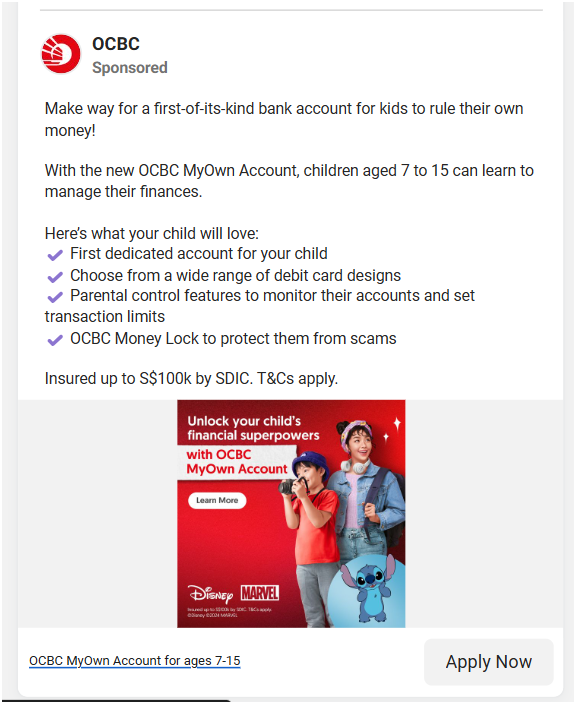 OCBC
Sponsored
Make way for a first-of-its-kind bank account for kids to rule their own
money!
With the new OCBC MyOwn Account, children aged 7 to 15 can learn to
manage their finances.
Here’s what your child will love:
First dedicated account for your child
Choose from a wide range of debit card designs
Parental control features to monitor their accounts and set
transaction limits
OCBC Money Lock to protect them from scams
Insured up to S$100k by SDIC. T&Cs apply.
Unlock your child's
financial superpowers
with OCBC
MyOwn Account
Learn More
Disney MARVEL
Insured up to S$100k by SDIC. T&Cs apply.
©Disney ©2024 MARVEL
OCBC MyOwn Account for ages 7-15
Apply Now